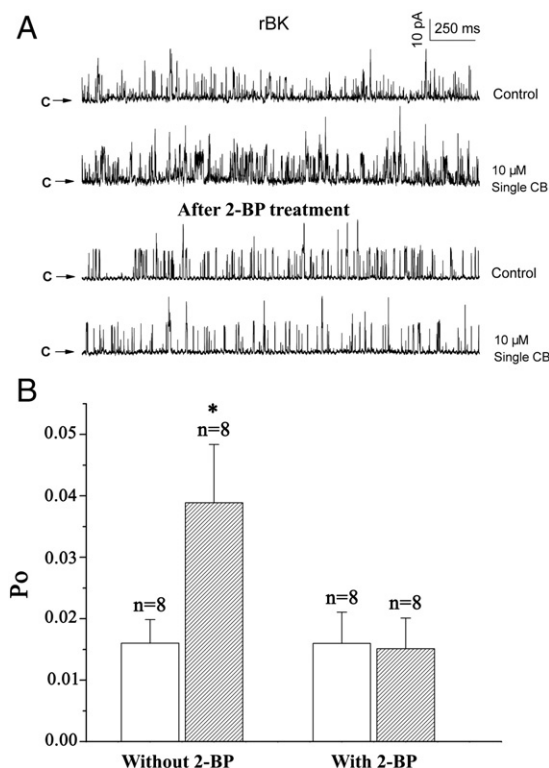 A
rBK
10 pA
250 ms
C
Control
C
10 µM
Single CB
After 2-BP treatment
C
Control
C
10 µM
Single CB
B
*
n=8
n=8
n=8
n=8
0.05
0.04
0.03
0.02
0.01
0.00
Po
Without 2-BP
With 2-BP